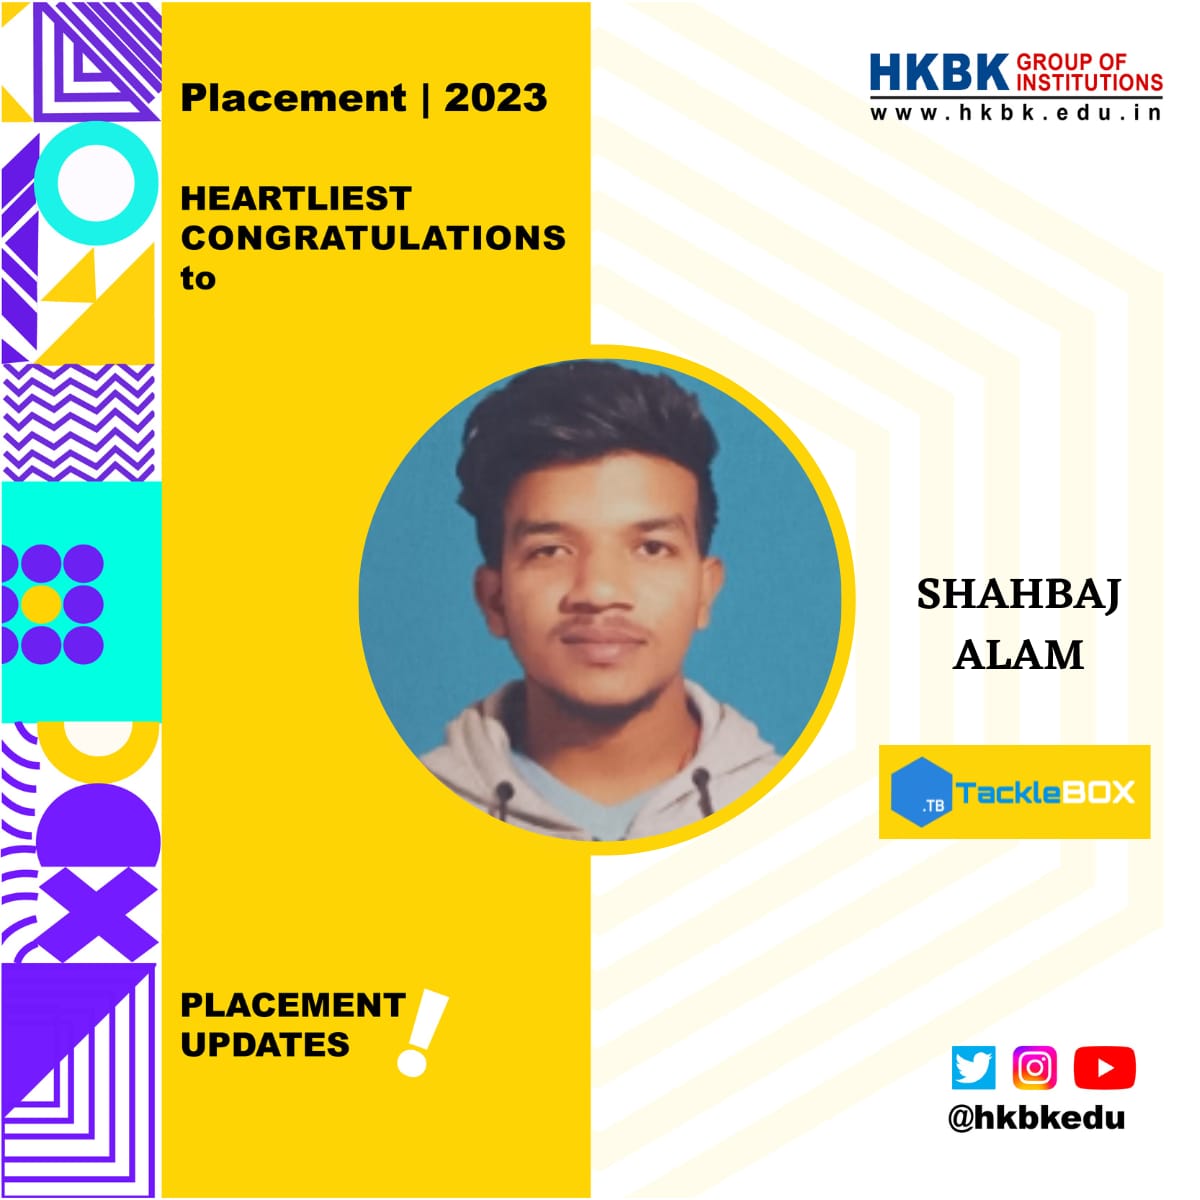 Placement | 2023
HKBK GROUP OF INSTITUTIONS
www.hkbk.edu.in
HEARTLIEST
CONGRATULATIONS
to
SHAHBAJ
ALAM
.TB TackleBOX
PLACEMENT
UPDATES !
@hkbkedu